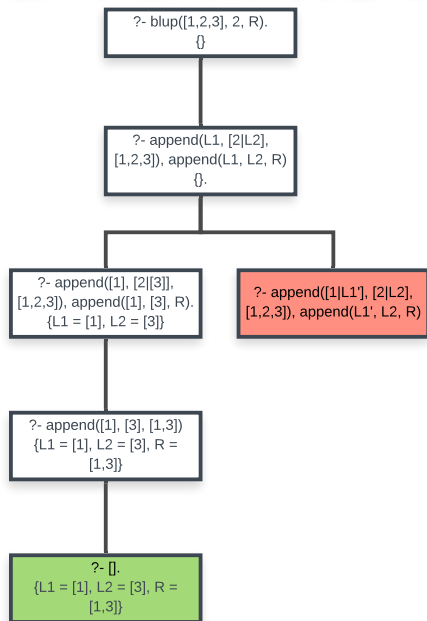 ?- blup([1,2,3], 2, R).
{}
?- append(L1, [2|L2],
[1,2,3]), append(L1, L2, R)
{}.
?- append([1], [2|[3]],
[1,2,3]), append([1], [3], R).
{L1 = [1], L2 = [3]}
?- append([1|L1'], [2|L2],
[1,2,3]), append(L1', L2, R)
?- append([1], [3], [1,3])
{L1 = [1], L2 = [3], R =
[1,3]}
?- [].
{L1 = [1], L2 = [3], R =
[1,3]}